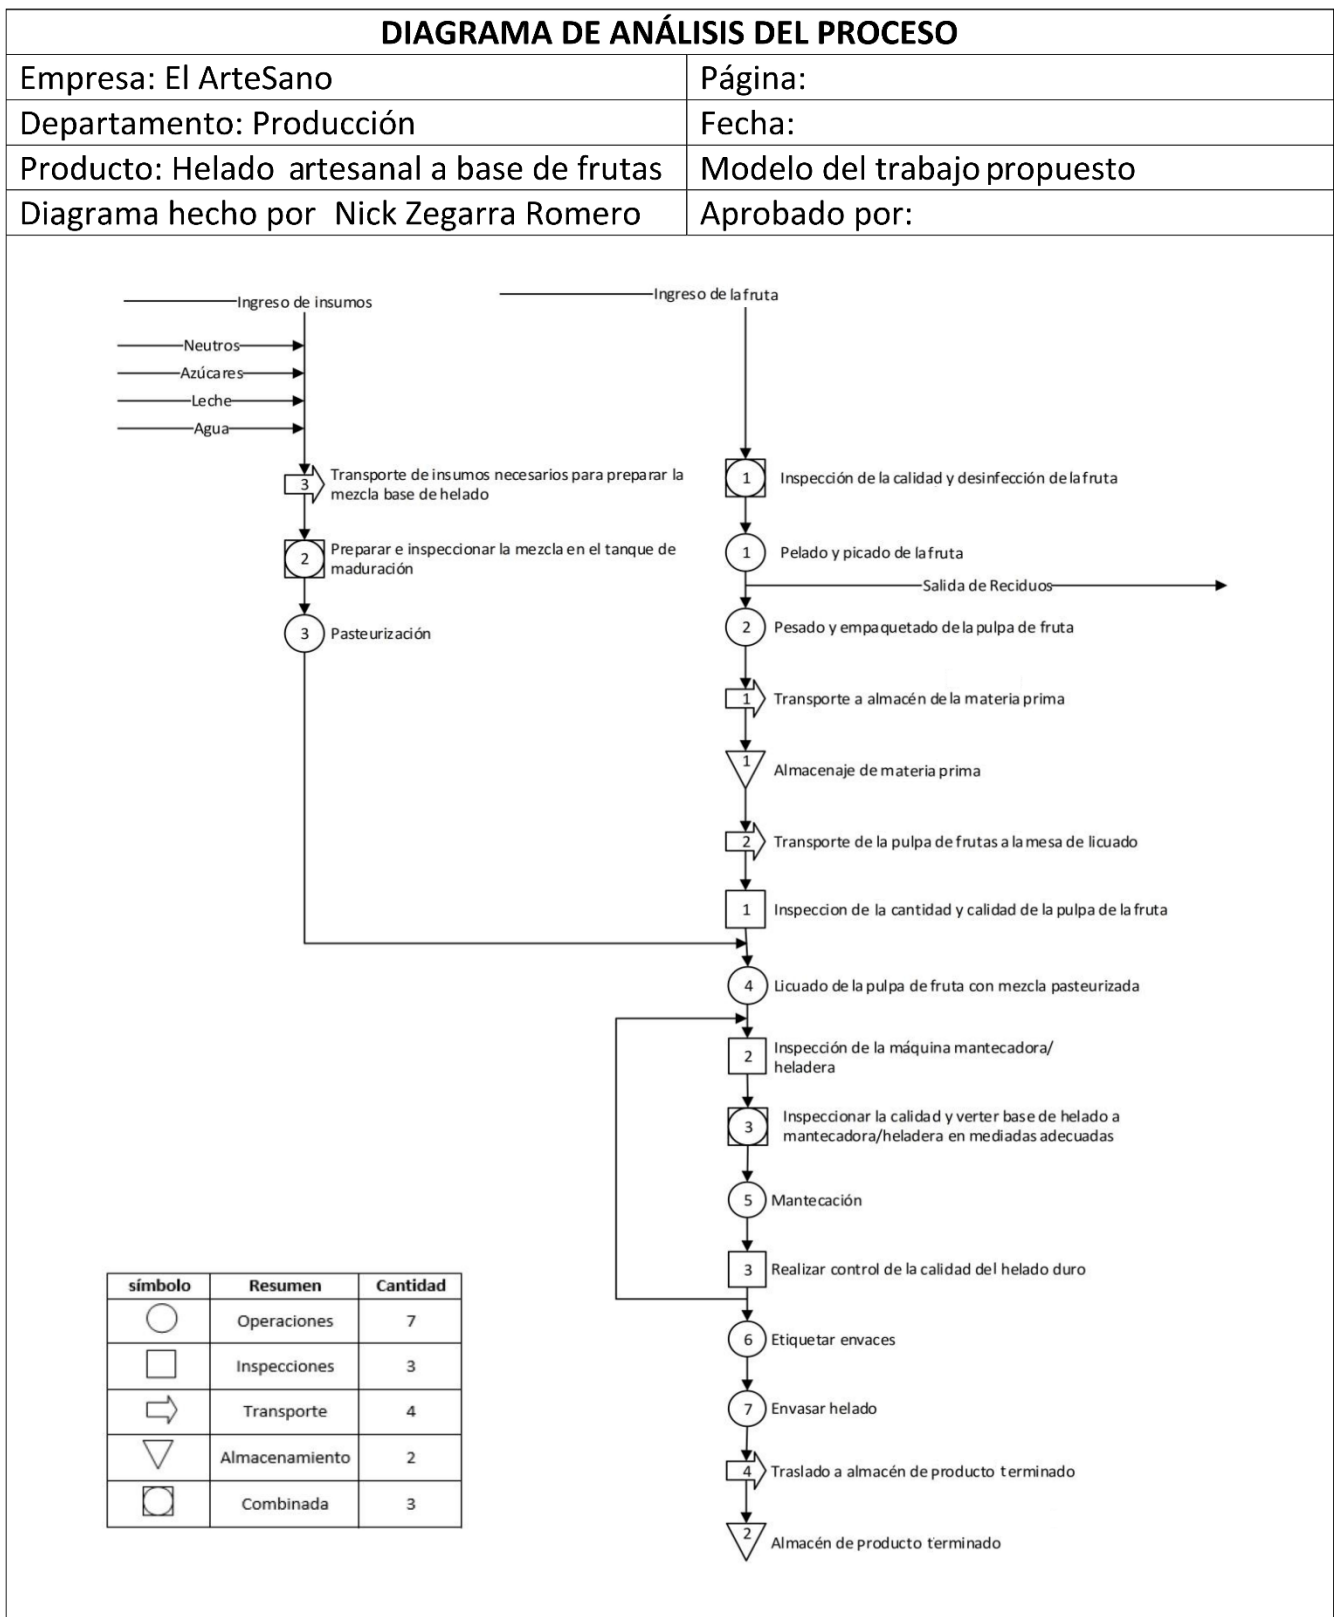 DIAGRAMA DE ANÁLISIS DEL PROCESO
Empresa: El ArteSano
Página:
Departamento: Producción
Fecha:
Producto: Helado artesanal a base de frutas
Modelo del trabajo propuesto
Diagrama hecho por Nick Zegarra Romero
Aprobado por:
Ingreso de insumos
Neutros
Azúcares
Leche
Agua
3
Transporte de insumos necesarios para preparar la
mezcla base de helado
2
Preparar e inspeccionar la mezcla en el tanque de
maduración
3
Pasteurización
Ingreso de la fruta
1
Inspección de la calidad y desinfección de la fruta
1
Pelado y picado de la fruta
Salida de Reciduos
2
Pesado y empaquetado de la pulpa de fruta
1
Transporte a almacén de la materia prima
1
Almacenaje de materia prima
2
Transporte de la pulpa de frutas a la mesa de licuado
1
Inspeccion de la cantidad y calidad de la pulpa de la fruta
4
Licuado de la pulpa de fruta con mezcla pasteurizada
2
Inspección de la máquina mantecadora/
heladera
3
Inspeccionar la calidad y verter base de helado a
mantecadora/heladera en mediadas adecuadas
5
Mantecación
3
Realizar control de la calidad del helado duro
6
Etiquetar envaces
7
Envasar helado
4
Traslado a almacén de producto terminado
2
Almacén de producto terminado
símbolo Resumen Cantidad
Operaciones 7
Inspecciones 3
Transporte 4
Almacenamiento 2
Combinada 3